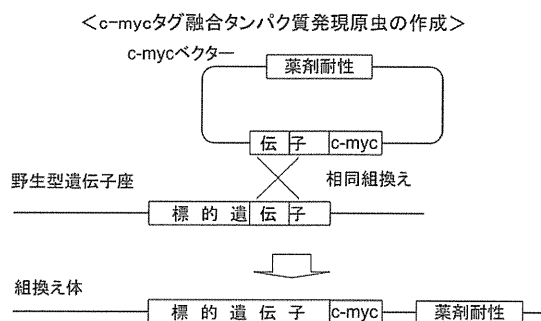 ＜c-mycタグ融合タンパク質発現原虫の作成＞
c-mycベクター
薬剤耐性
伝子 c-myc
野生型遺伝子座
相同組換え
標的遺伝子
組換え体
標的遺伝子 c-myc 薬剤耐性